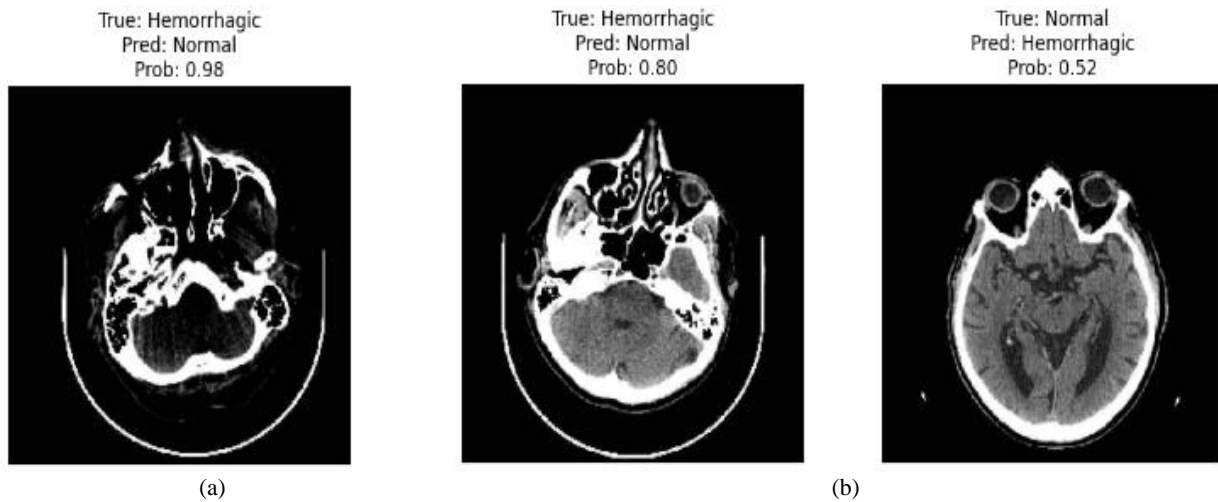 True: Hemorrhagic
Pred: Normal
Prob: 0.98
True: Hemorrhagic
Pred: Normal
Prob: 0.80
True: Normal
Pred: Hemorrhagic
Prob: 0.52
(a)
(b)